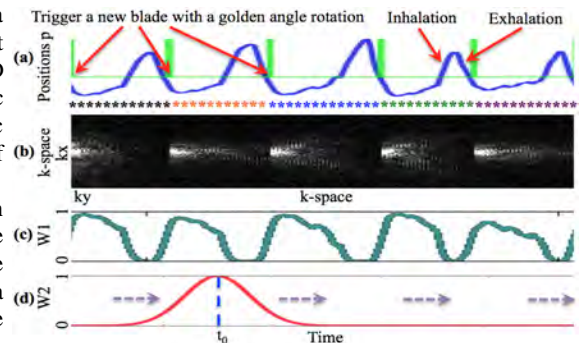 Trigger a new blade with a golden angle rotation
Inhalation
Exhalation
(a)
Positions p
*********************************************
(b)
k-space
kx
ky
k-space
(c)
W1
1
0
(d)
W2
1
0
t0
Time